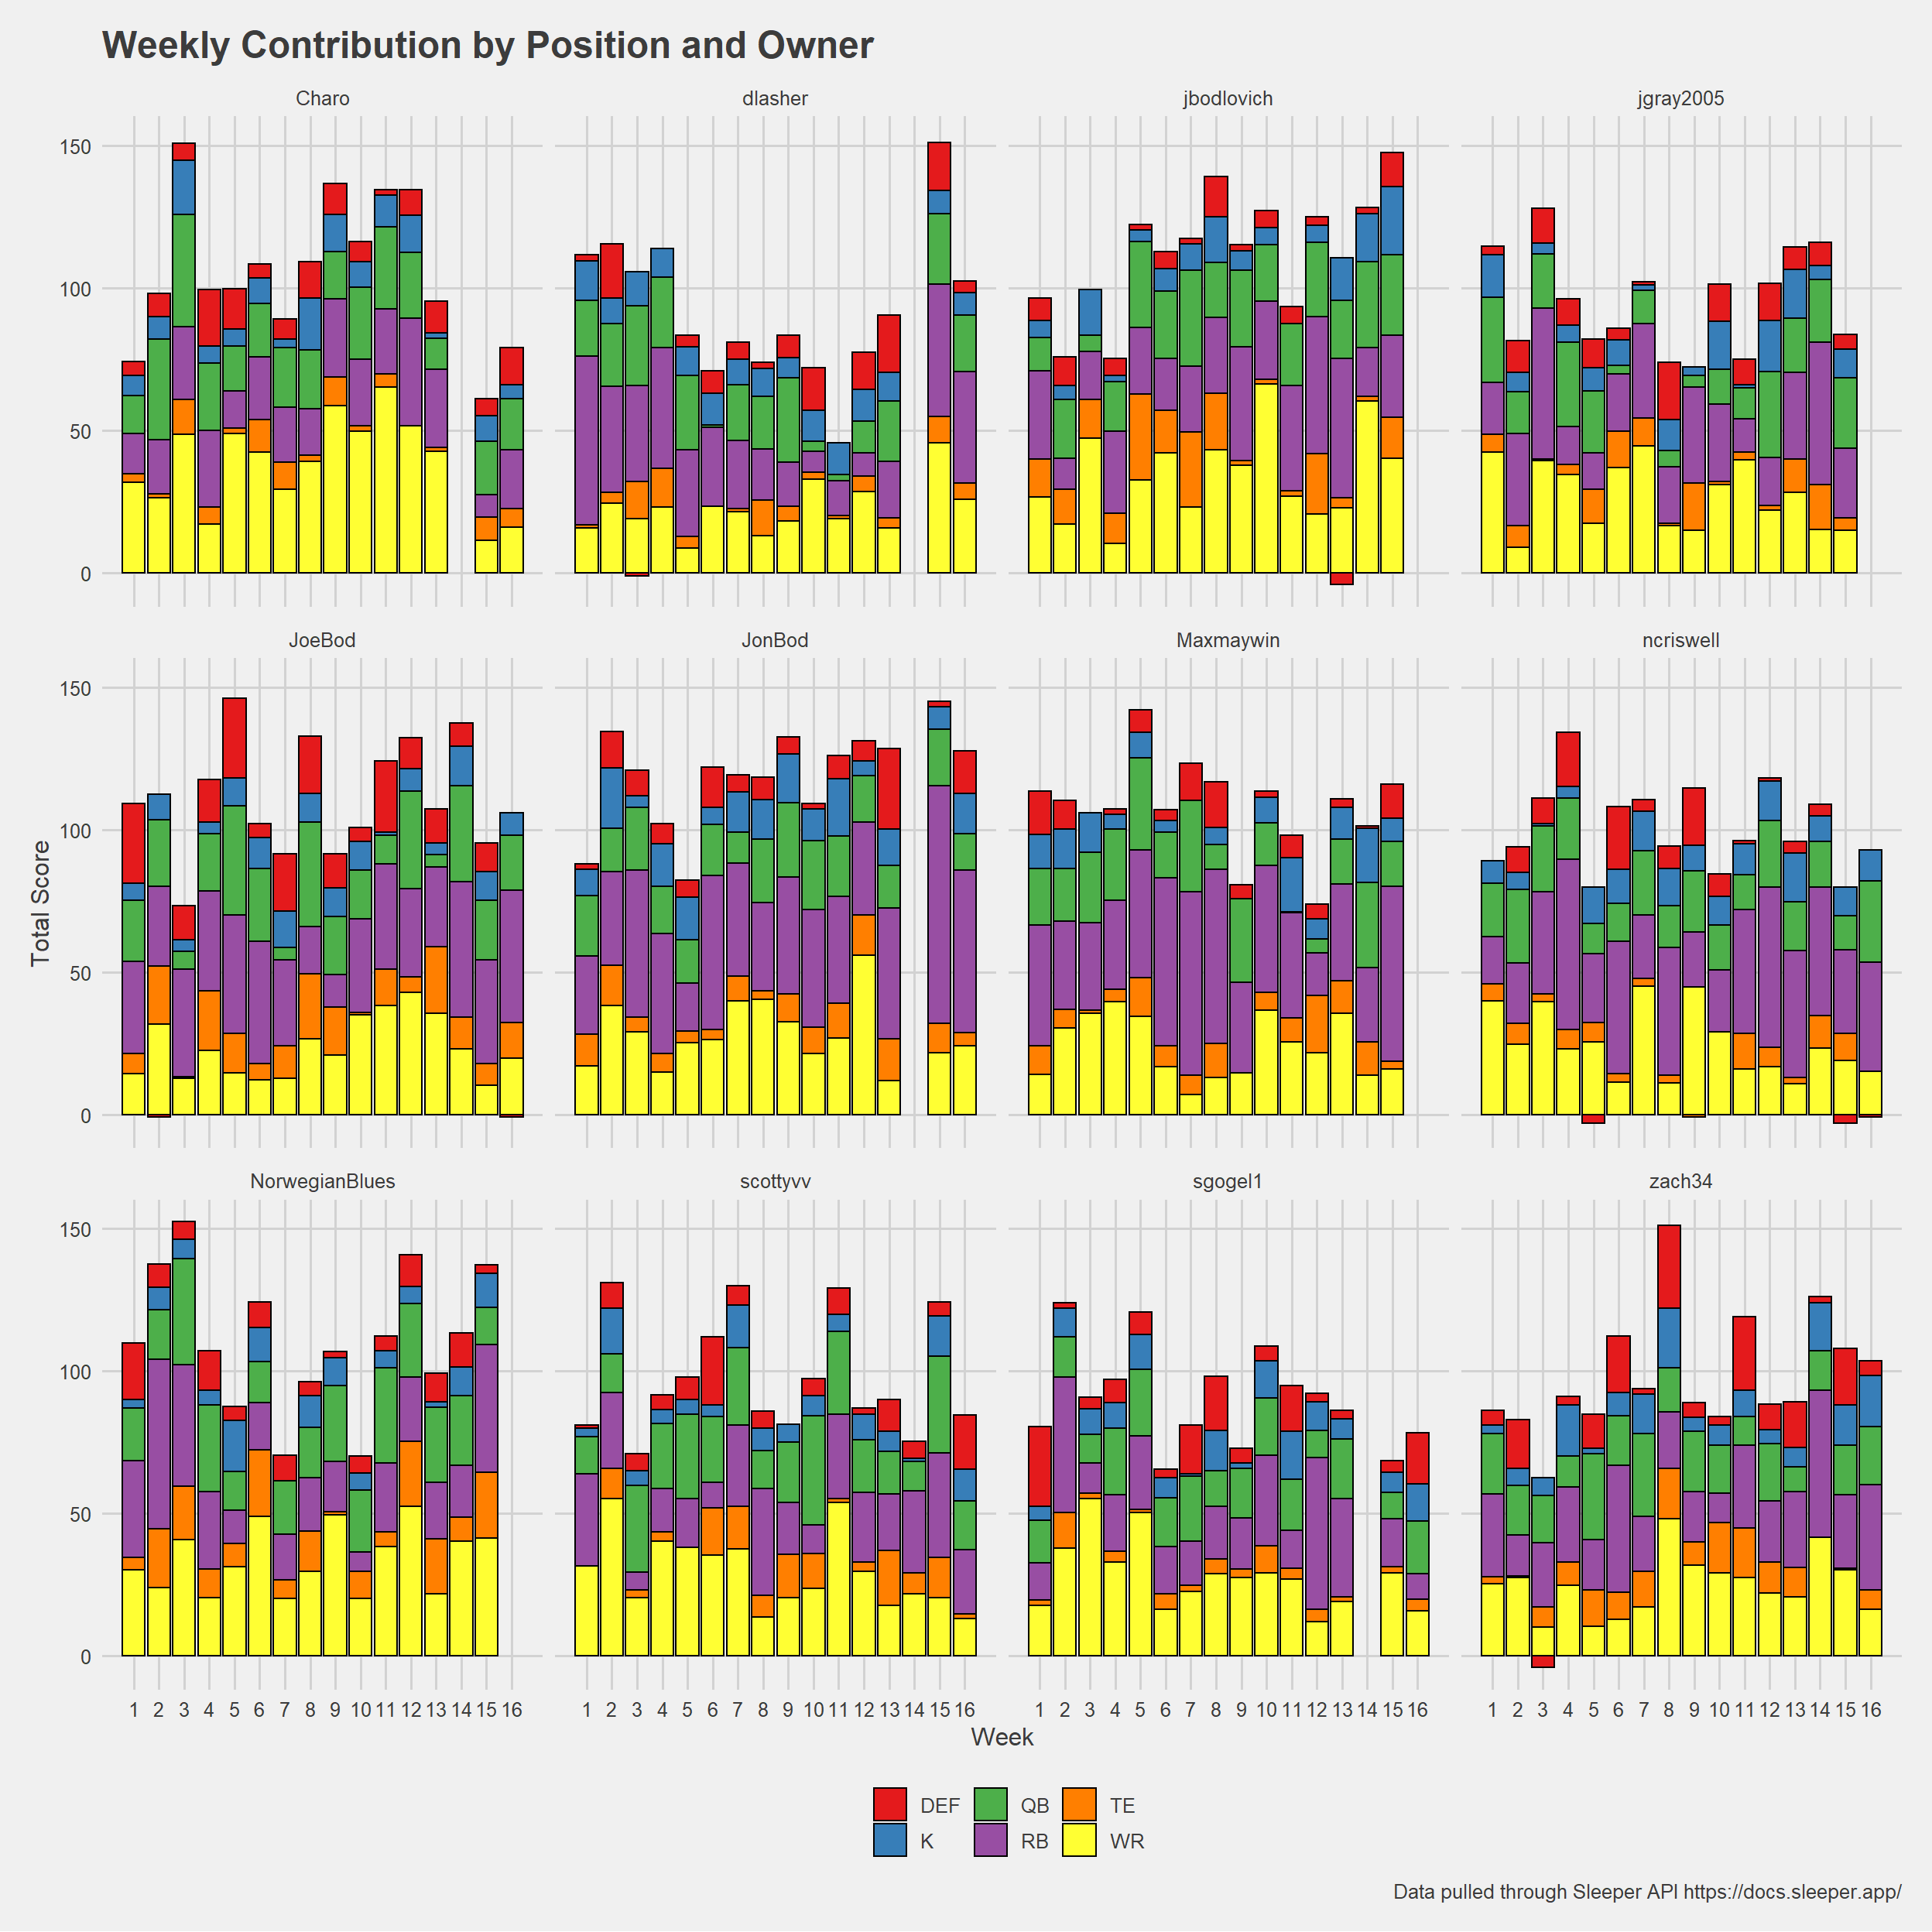 Weekly Contribution by Position and Owner
Charo dlasher jbodlovich jgray2005
150
100
50
0
JoeBod JonBod Maxmaywin ncriswell
150
100
50
0
Total Score
NorwegianBlues scottyvv sgogel1 zach34
150
100
50
0
1 2 3 4 5 6 7 8 9 10 11 12 13 14 15 16 1 2 3 4 5 6 7 8 9 10 11 12 13 14 15 16 1 2 3 4 5 6 7 8 9 10 11 12 13 14 15 16 1 2 3 4 5 6 7 8 9 10 11 12 13 14 15 16
Week
DEF QB TE
K RB WR
Data pulled through Sleeper API https://docs.sleeper.app/